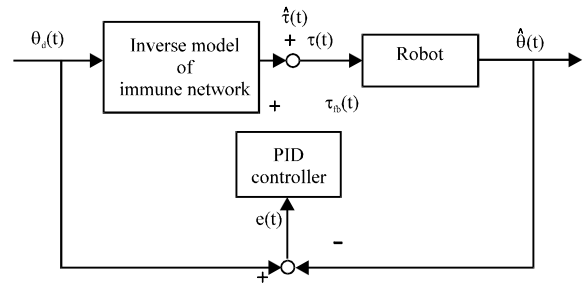 θd(t)
Inverse model
of
immune network
τ̂(t)
+
τ(t)
Robot
θ̂(t)
+
τfb(t)
PID
controller
e(t)
-
+